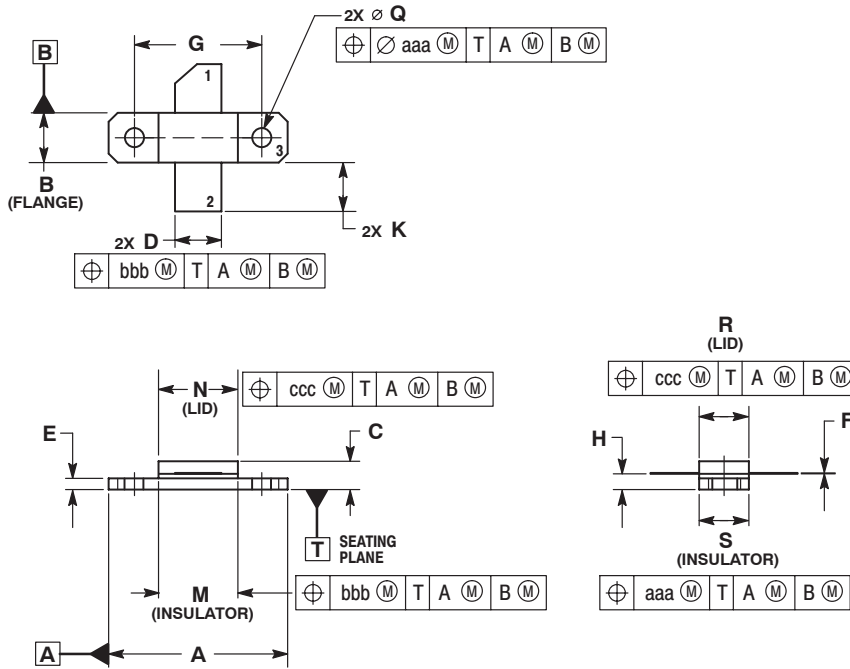 2X ⌀ Q
⌖ ⌀ aaa Ⓜ T A Ⓜ B Ⓜ
G
B
1
3
B
(FLANGE)
2
2X K
2X D
⌖ bbb Ⓜ T A Ⓜ B Ⓜ
R
(LID)
⌖ ccc Ⓜ T A Ⓜ B Ⓜ
N
(LID)
⌖ ccc Ⓜ T A Ⓜ B Ⓜ
E
C
H
F
T SEATING
PLANE
S
(INSULATOR)
M
(INSULATOR)
⌖ bbb Ⓜ T A Ⓜ B Ⓜ
⌖ aaa Ⓜ T A Ⓜ B Ⓜ
A
A